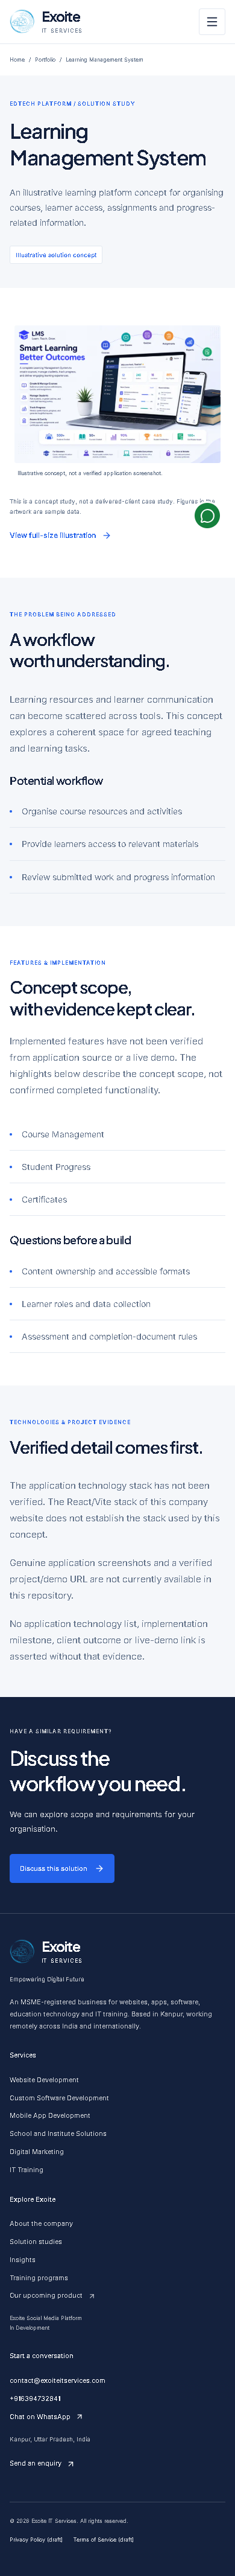 Exoite
IT SERVICES
Home / Portfolio / Learning Management System
EDTECH PLATFORM / SOLUTION STUDY
Learning
Management System
An illustrative learning platform concept for organising
courses, learner access, assignments and progress-
related information.
Illustrative solution concept
LMS
Smart Learning
Better Outcomes
Illustrative concept, not a verified application screenshot.
This is a concept study, not a delivered-client case study. Figures in the
artwork are sample data.
View full-size illustration
THE PROBLEM BEING ADDRESSED
A workflow
worth understanding.
Learning resources and learner communication
can become scattered across tools. This concept
explores a coherent space for agreed teaching
and learning tasks.
Potential workflow
Organise course resources and activities
Provide learners access to relevant materials
Review submitted work and progress information
FEATURES & IMPLEMENTATION
Concept scope,
with evidence kept clear.
Implemented features have not been verified
from application source or a live demo. The
highlights below describe the concept scope, not
confirmed completed functionality.
Course Management
Student Progress
Certificates
Questions before a build
Content ownership and accessible formats
Learner roles and data collection
Assessment and completion-document rules
TECHNOLOGIES & PROJECT EVIDENCE
Verified detail comes first.
The application technology stack has not been
verified. The React/Vite stack of this company
website does not establish the stack used by this
concept.
Genuine application screenshots and a verified
project/demo URL are not currently available in
this repository.
No application technology list, implementation
milestone, client outcome or live-demo link is
asserted without that evidence.
HAVE A SIMILAR REQUIREMENT?
Discuss the
workflow you need.
We can explore scope and requirements for your
organisation.
Discuss this solution
Exoite
IT SERVICES
Empowering Digital Futura
An MSME-registered business for websites, apps, software,
education technology and IT training. Based in Kanpur, working
remotely across India and internationally.
Services
Website Development
Custom Software Development
Mobile App Development
School and Institute Solutions
Digital Marketing
IT Training
Explore Exoite
About the company
Solution studies
Insights
Training programs
Our upcoming product
Exoite Social Media Platform
In Development
Start a conversation
contact@exoiteitservices.com
+916394732841
Chat on WhatsApp
Kanpur, Uttar Pradesh, India
Send an enquiry
© 2026 Exoite IT Services. All rights reserved.
Privacy Policy (draft) Terms of Service (draft)